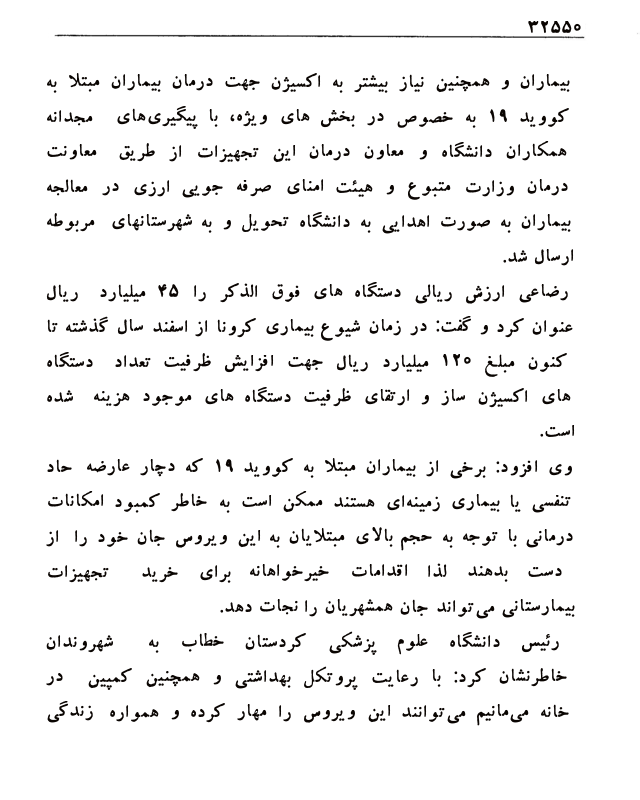 ۳۲۵۵۰
بیماران و همچنین نیاز بیشتر به اکسیژن جهت درمان بیماران مبتلا به
کووید ۱۹ به خصوص در بخش های ویژه، با پیگیری‌های مجدانه
همکاران دانشگاه و معاون درمان این تجهیزات از طریق معاونت
درمان وزارت متبوع و هیئت امنای صرفه جویی ارزی در معالجه
بیماران به صورت اهدایی به دانشگاه تحویل و به شهرستانهای مربوطه
ارسال شد.
رضاعی ارزش ریالی دستگاه های فوق الذکر را ۴۵ میلیارد ریال
عنوان کرد و گفت: در زمان شیوع بیماری کرونا از اسفند سال گذشته تا
کنون مبلغ ۱۲۰ میلیارد ریال جهت افزایش ظرفیت تعداد دستگاه
های اکسیژن ساز و ارتقای ظرفیت دستگاه های موجود هزینه شده
است.
وی افزود: برخی از بیماران مبتلا به کووید ۱۹ که دچار عارضه حاد
تنفسی یا بیماری زمینه‌ای هستند ممکن است به خاطر کمبود امکانات
درمانی با توجه به حجم بالای مبتلایان به این ویروس جان خود را از
دست بدهند لذا اقدامات خیرخواهانه برای خرید تجهیزات
بیمارستانی می‌تواند جان همشهریان را نجات دهد.
رئیس دانشگاه علوم پزشکی کردستان خطاب به شهروندان
خاطرنشان کرد: با رعایت پروتکل بهداشتی و همچنین کمپین در
خانه می‌مانیم می‌توانند این ویروس را مهار کرده و همواره زندگی